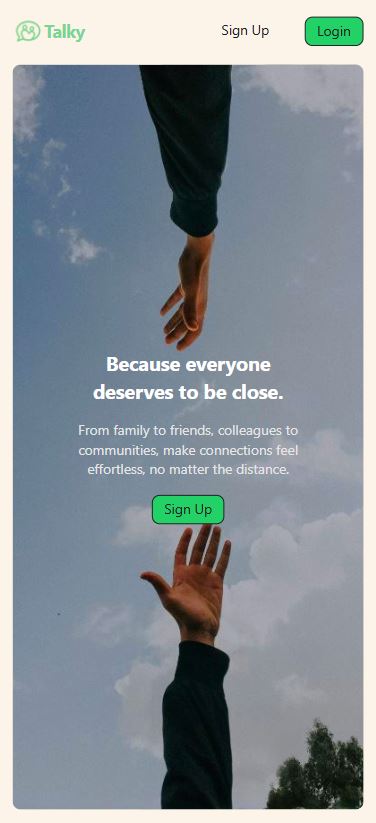 Talky
Sign Up
Login
Because everyone
deserves to be close.
From family to friends, colleagues to
communities, make connections feel
effortless, no matter the distance.
Sign Up